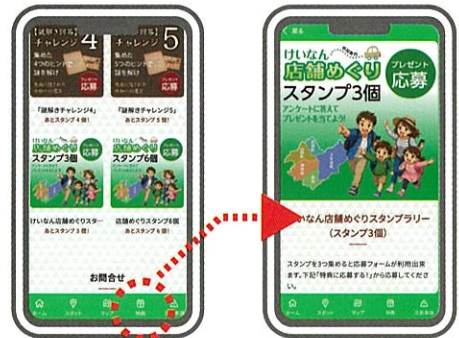 【謎解き回答】
チャレンジ4
集めた
4つのヒントで
謎を解け
プレゼント
応募
「謎解きチャレンジ4」
あとスタンプ4個!
チャレンジ5
集めた
5つのヒントで
謎を解け
プレゼント
応募
「謎解きチャレンジ5」
あとスタンプ5個!
けいなん
店舗めぐり
スタンプ3個
けいなん店舗めぐりスタ…
あとスタンプ3個!
けいなん
店舗めぐり
スタンプ6個
店舗めぐりスタンプ6個
あとスタンプ6個!
お問合せ
ホーム
スポット
マップ
特典
戻る
けいなん
店舗めぐり
スタンプ3個
アンケートに答えて
プレゼントを当てよう!
プレゼント
応募
いなん店舗めぐりスタンプラリー
(スタンプ3個)
スタンプを3つ集めると応募フォームが利用出来
ます。下記「特典に応募する!」から応募してくださ
い。
ホーム
スポット
マップ
特典
注意事項